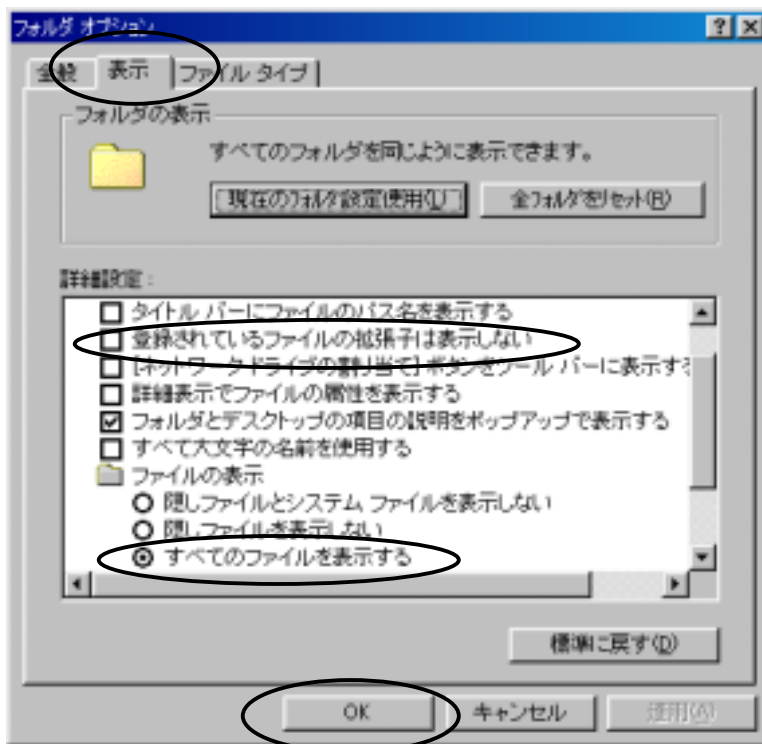 フォルダ オプション
全般 表示 ファイル タイプ
フォルダの表示
すべてのフォルダを同じように表示できます。
現在のフォルダ設定使用(L) 全フォルダをリセット(R)
詳細設定:
タイトル バーにファイルのパス名を表示する
登録されているファイルの拡張子は表示しない
[ネットワーク ドライブの割り当て] ボタンをツール バーに表示する
詳細表示でファイルの属性を表示する
フォルダとデスクトップの項目の説明をポップアップで表示する
すべて大文字の名前を使用する
ファイルの表示
隠しファイルとシステム ファイルを表示しない
隠しファイルを表示しない
すべてのファイルを表示する
標準に戻す(D)
OK キャンセル 適用(A)